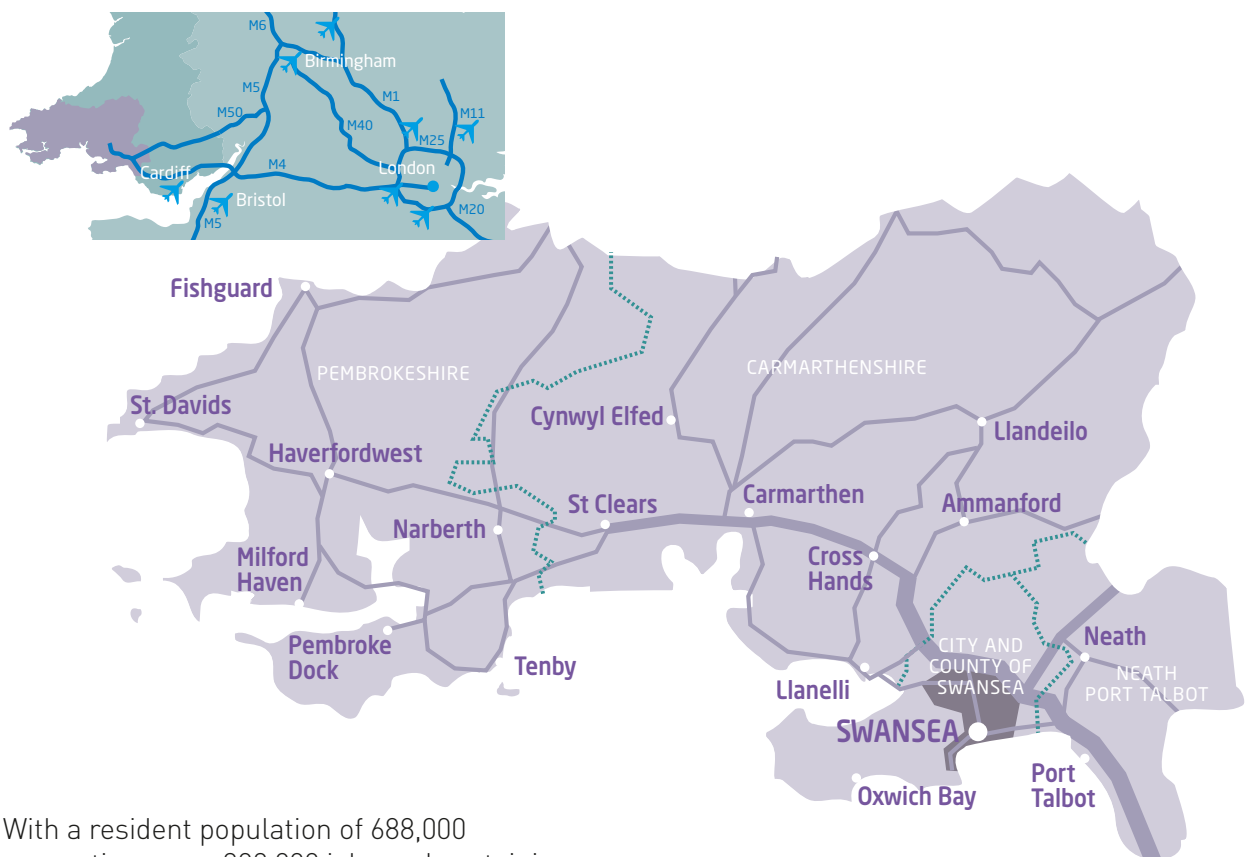 M6
Birmingham
M5
M1
M50
M11
M40
M25
Cardiff
M4
London
Bristol
M5
M20
Fishguard
PEMBROKESHIRE
CARMARTHENSHIRE
St. Davids
Cynwyl Elfed
Llandeilo
Haverfordwest
Carmarthen
St Clears
Ammanford
Narberth
Milford
Haven
Cross
Hands
Pembroke
Dock
Tenby
CITY AND
COUNTY OF
SWANSEA
Neath
NEATH
PORT TALBOT
Llanelli
SWANSEA
Port
Talbot
Oxwich Bay
With a resident population of 688,000